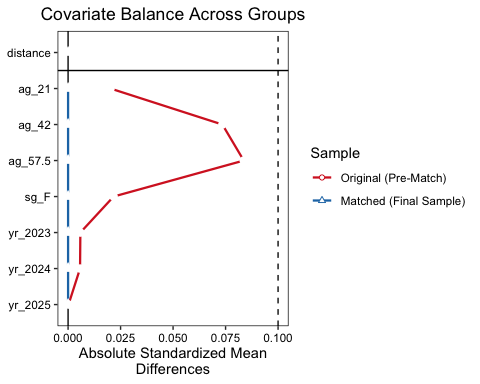 Covariate Balance Across Groups
distance
ag_21
ag_42
ag_57.5
sg_F
yr_2023
yr_2024
yr_2025
0.000 0.025 0.050 0.075 0.100
Absolute Standardized Mean
Differences
Sample
Original (Pre-Match)
Matched (Final Sample)